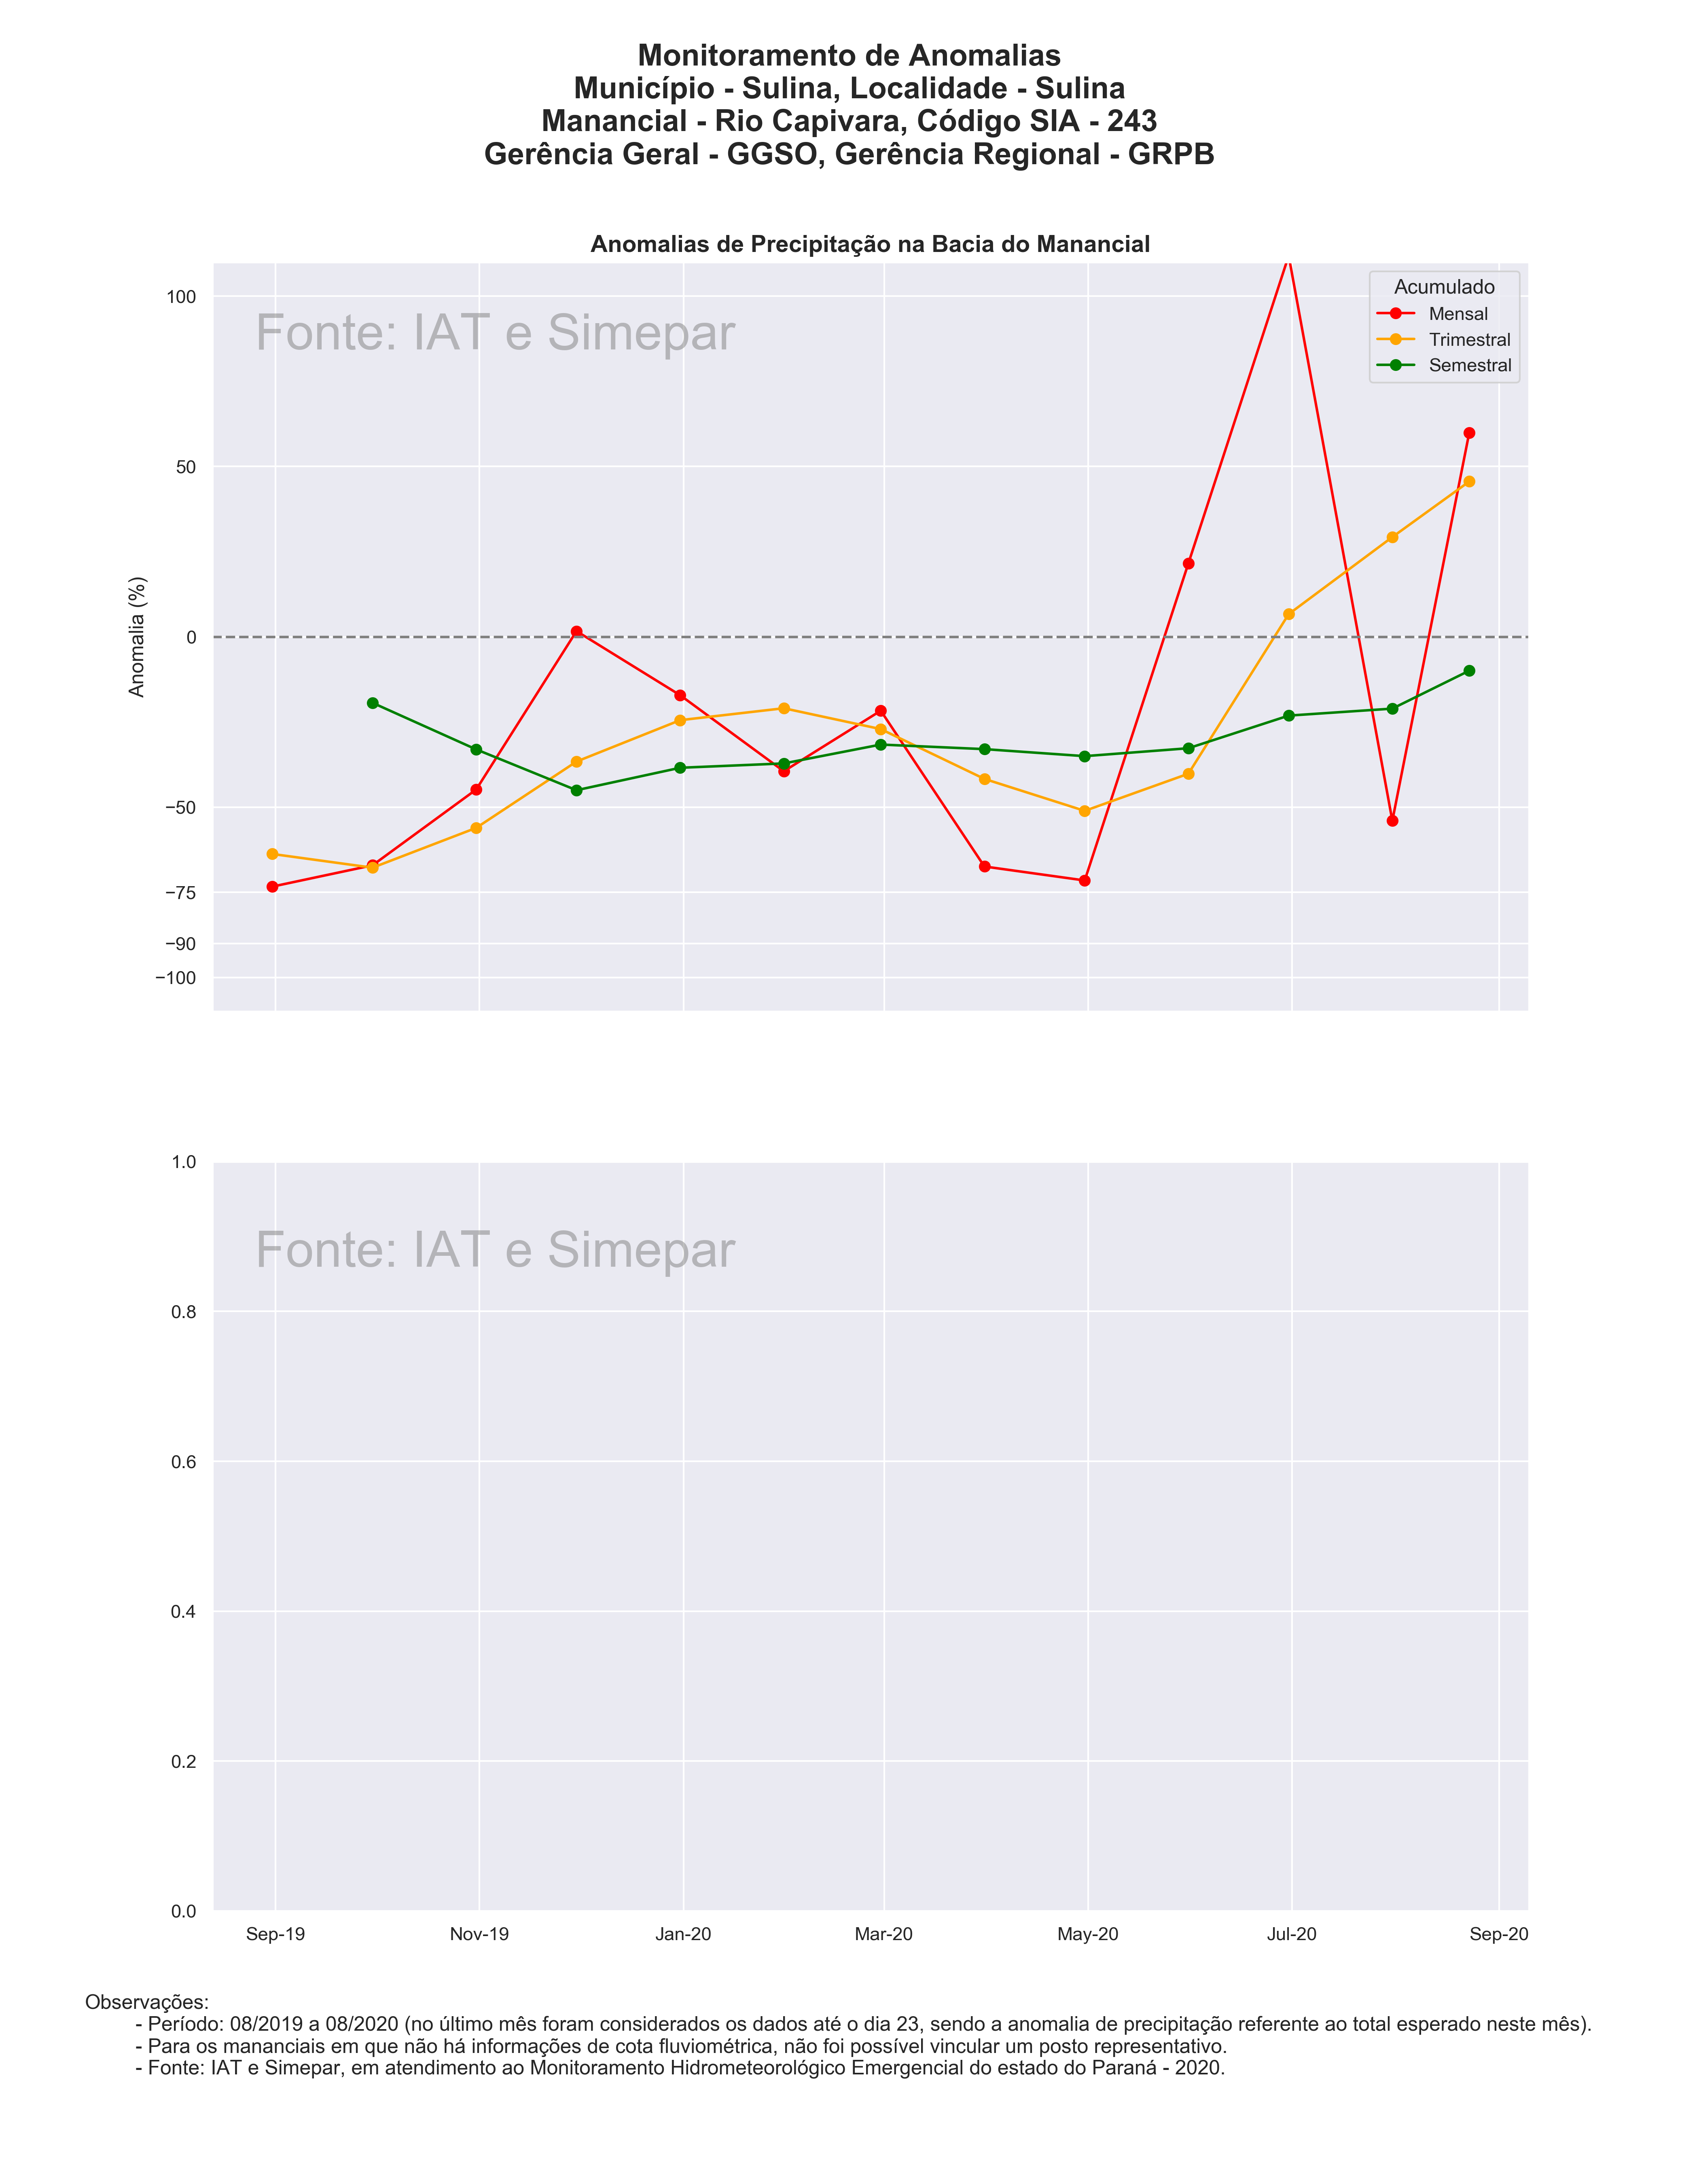 Monitoramento de Anomalias
Município - Sulina, Localidade - Sulina
Manancial - Rio Capivara, Código SIA - 243
Gerência Geral - GGSO, Gerência Regional - GRPB
Anomalias de Precipitação na Bacia do Manancial
Fonte: IAT e Simepar
Acumulado
Mensal
Trimestral
Semestral
Anomalia (%)
100
50
0
−50
−75
−90
−100
Fonte: IAT e Simepar
1.0
0.8
0.6
0.4
0.2
0.0
Sep-19 Nov-19 Jan-20 Mar-20 May-20 Jul-20 Sep-20
Observações:
- Período: 08/2019 a 08/2020 (no último mês foram considerados os dados até o dia 23, sendo a anomalia de precipitação referente ao total esperado neste mês).
- Para os mananciais em que não há informações de cota fluviométrica, não foi possível vincular um posto representativo.
- Fonte: IAT e Simepar, em atendimento ao Monitoramento Hidrometeorológico Emergencial do estado do Paraná - 2020.